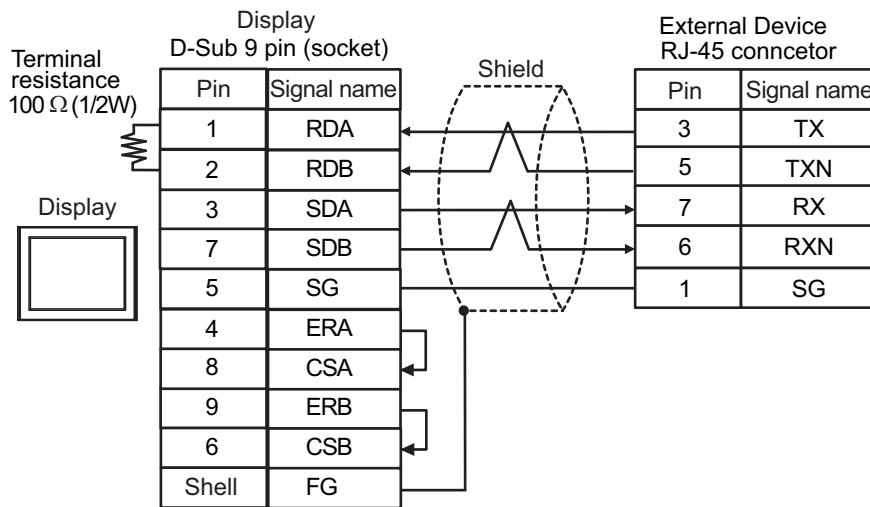 Display
D-Sub 9 pin (socket)
External Device
RJ-45 conncetor
Terminal
resistance
100 Ω (1/2W)
Shield
Pin Signal name
Pin Signal name
1 RDA
3 TX
2 RDB
5 TXN
Display
3 SDA
7 RX
7 SDB
6 RXN
5 SG
1 SG
4 ERA
8 CSA
9 ERB
6 CSB
Shell FG